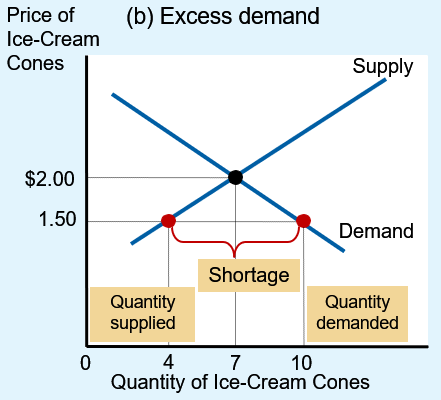 Price of
Ice-Cream
Cones
(b) Excess demand
Supply
$2.00
1.50
Demand
Shortage
Quantity
supplied
Quantity
demanded
0 4 7 10
Quantity of Ice-Cream Cones